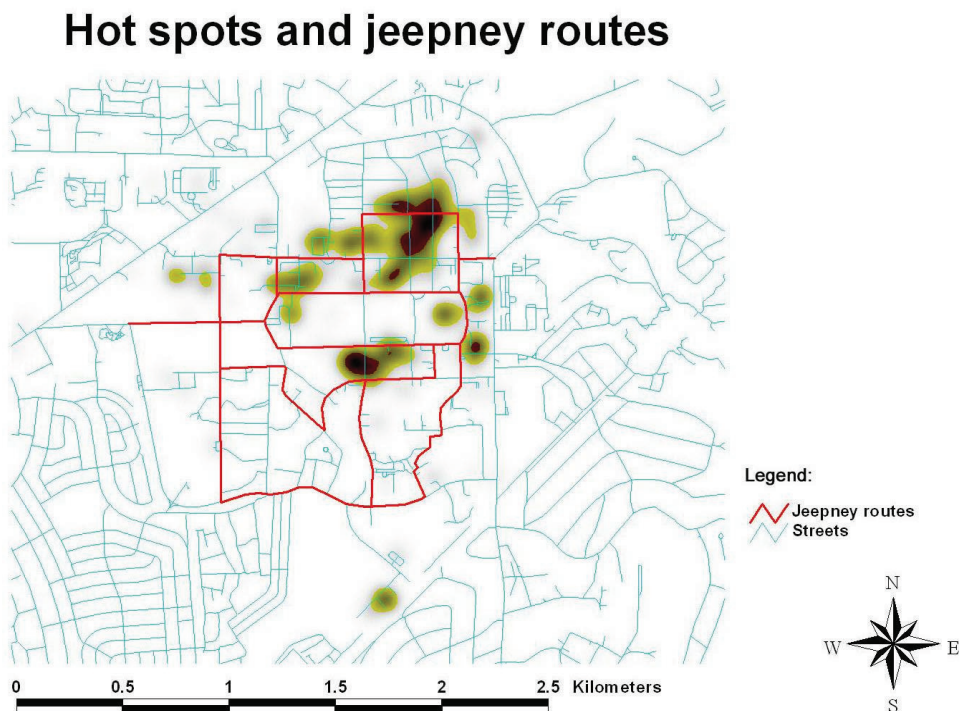 Hot spots and jeepney routes
Legend:
Jeepney routes
Streets
N
W E
S
0 0.5 1 1.5 2 2.5 Kilometers